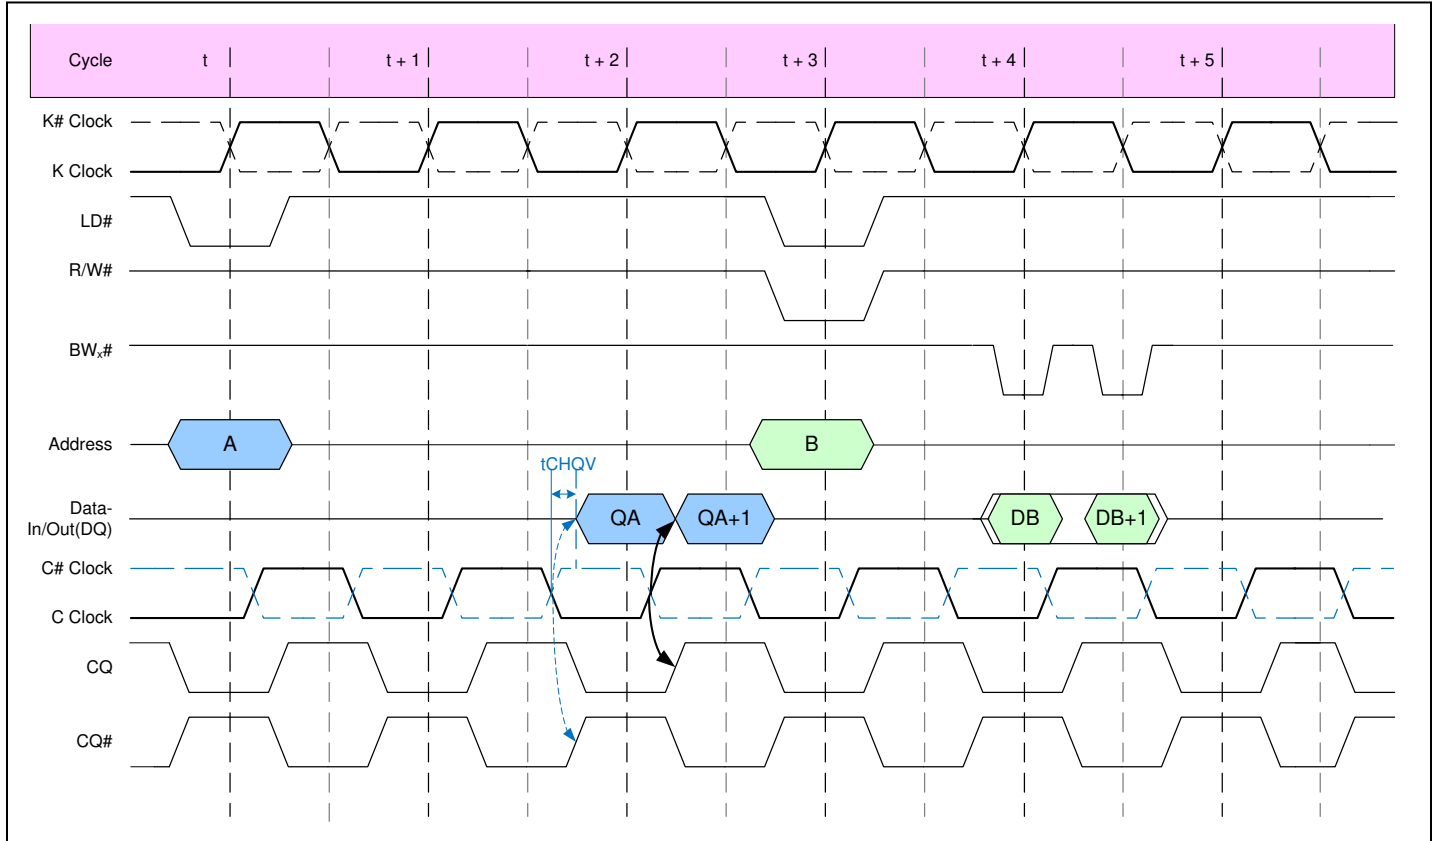 Cycle t t + 1 t + 2 t + 3 t + 4 t + 5
K# Clock
K Clock
LD#
R/W#
BWₓ#
Address A B
tCHQV
Data-
In/Out(DQ) QA QA+1 DB DB+1
C# Clock
C Clock
CQ
CQ#